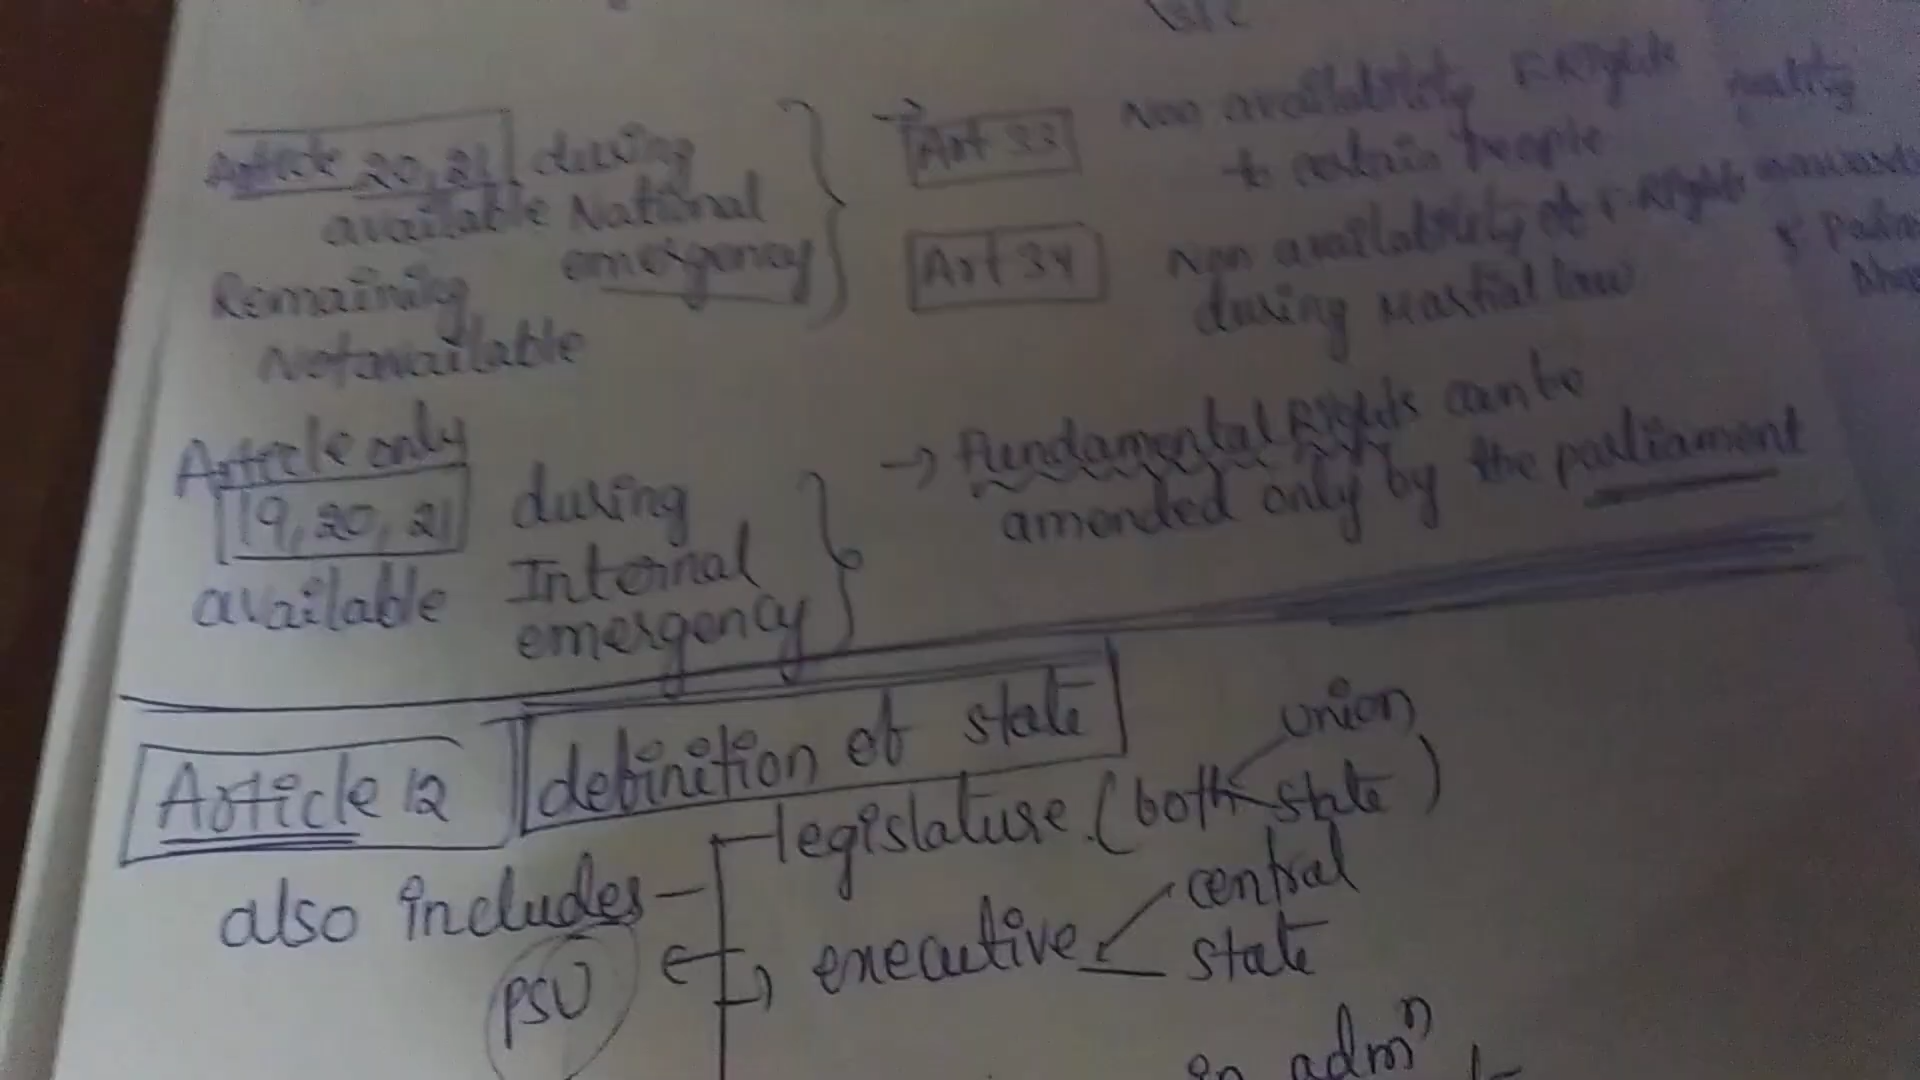 Article 20, 21 during
available National
emergency
Remaining
Not available
→ Art 33 Non availability F Rights
to certain people
Art 34 Non availability of F. Rights
during Martial law
Article only
19, 20, 21 during
available Internal
emergency
→ Fundamental Rights can be
amended only by the parliament
Article 12 definition of state
also includes
legislature (both union
state)
executive central
state
PSU
in admn